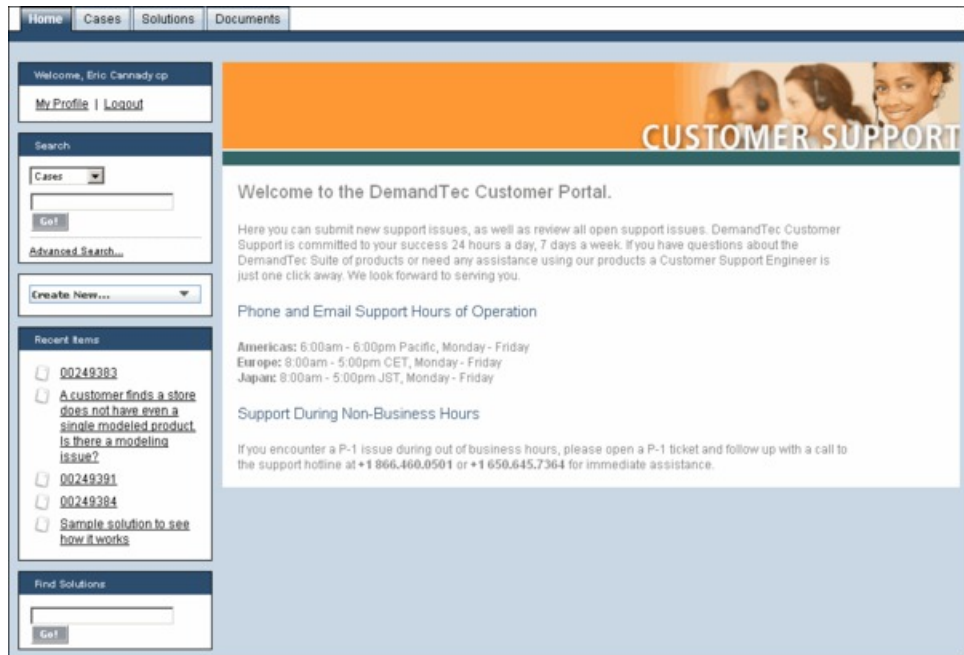 Home Cases Solutions Documents
Welcome, Eric Cannady cp
My Profile | Logout
Search
Cases
Go!
Advanced Search...
Create New...
Recent Items
00249383
A customer finds a store
does not have even a
single modeled product.
Is there a modeling
issue?
00249391
00249384
Sample solution to see
how it works
Find Solutions
Go!
CUSTOMER SUPPORT
Welcome to the DemandTec Customer Portal.
Here you can submit new support issues, as well as review all open support issues. DemandTec Customer
Support is committed to your success 24 hours a day, 7 days a week. If you have questions about the
DemandTec Suite of products or need any assistance using our products a Customer Support Engineer is
just one click away. We look forward to serving you.
Phone and Email Support Hours of Operation
Americas: 6:00am - 6:00pm Pacific, Monday - Friday
Europe: 8:00am - 5:00pm CET, Monday - Friday
Japan: 8:00am - 5:00pm JST, Monday - Friday
Support During Non-Business Hours
If you encounter a P-1 issue during out of business hours, please open a P-1 ticket and follow up with a call to
the support hotline at +1 866.460.0501 or +1 650.645.7364 for immediate assistance.